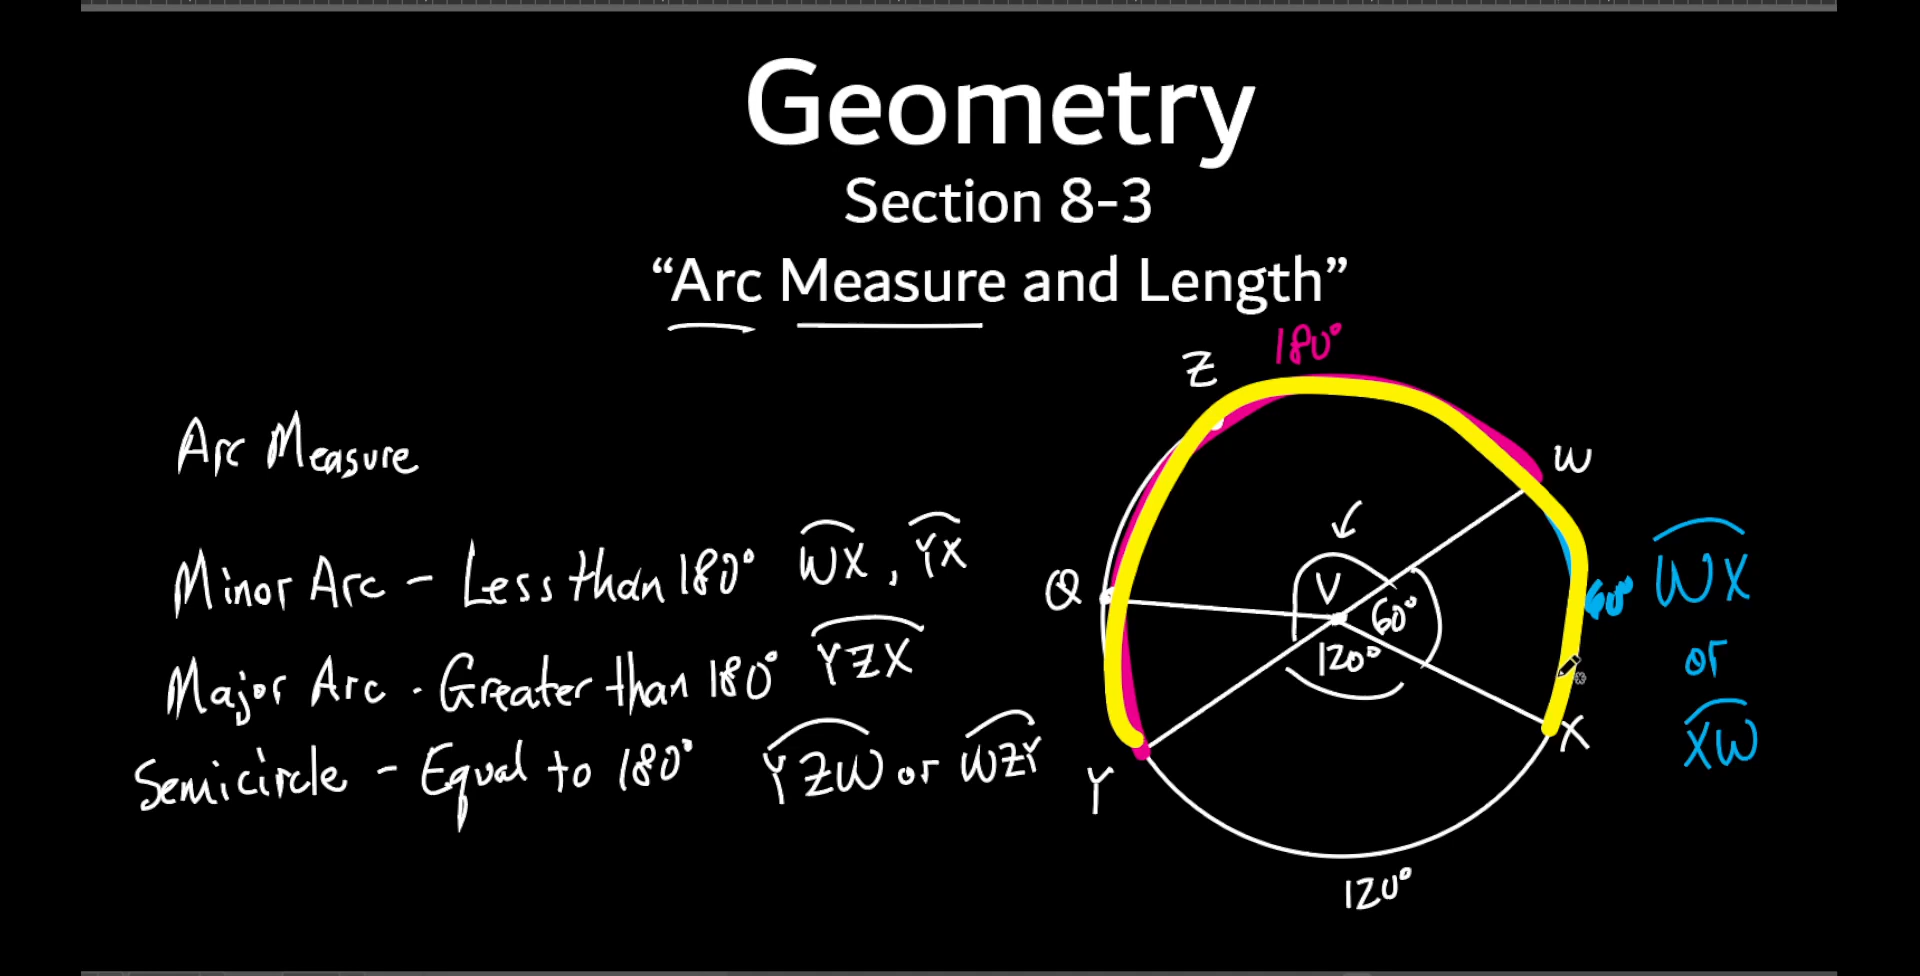 Geometry
Section 8-3
“Arc Measure and Length”
180°
Z
Arc Measure
W
Minor Arc - Less than 180° WX, YX
Q
V
60°
60°
WX
or
XW
120°
Major Arc - Greater than 180° YZX
X
Semicircle - Equal to 180° YZW or WZY
Y
120°